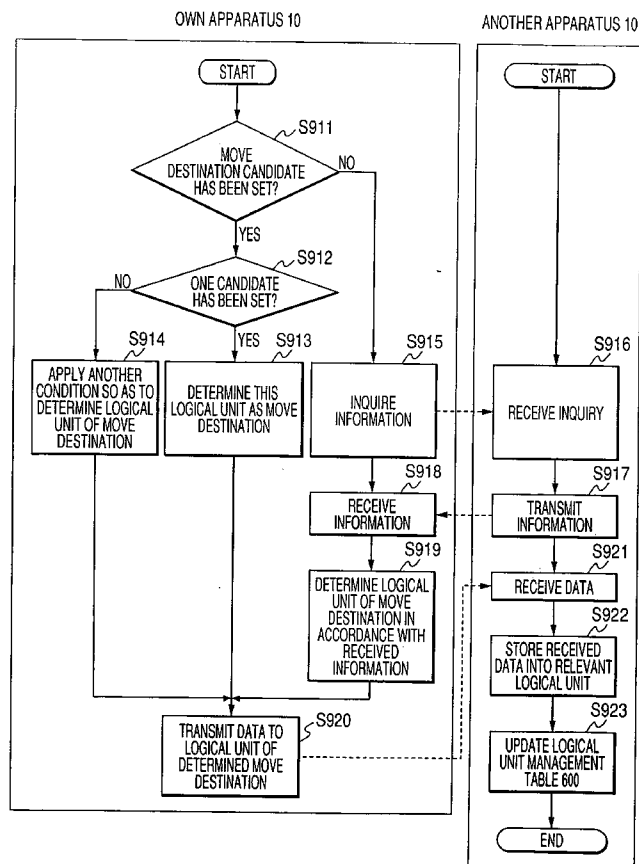 OWN APPARATUS 10
START
S911
MOVE
DESTINATION CANDIDATE
HAS BEEN SET?
NO
YES
S912
ONE CANDIDATE
HAS BEEN SET?
NO
YES
S914
APPLY ANOTHER
CONDITION SO AS TO
DETERMINE LOGICAL
UNIT OF MOVE
DESTINATION
S913
DETERMINE THIS
LOGICAL UNIT AS MOVE
DESTINATION
S915
INQUIRE
INFORMATION
S918
RECEIVE
INFORMATION
S919
DETERMINE LOGICAL
UNIT OF MOVE
DESTINATION IN
ACCORDANCE WITH
RECEIVED
INFORMATION
S920
TRANSMIT DATA TO
LOGICAL UNIT OF
DETERMINED MOVE
DESTINATION
ANOTHER APPARATUS 10
START
S916
RECEIVE INQUIRY
S917
TRANSMIT
INFORMATION
S921
RECEIVE DATA
S922
STORE RECEIVED
DATA INTO RELEVANT
LOGICAL UNIT
S923
UPDATE LOGICAL
UNIT MANAGEMENT
TABLE 600
END